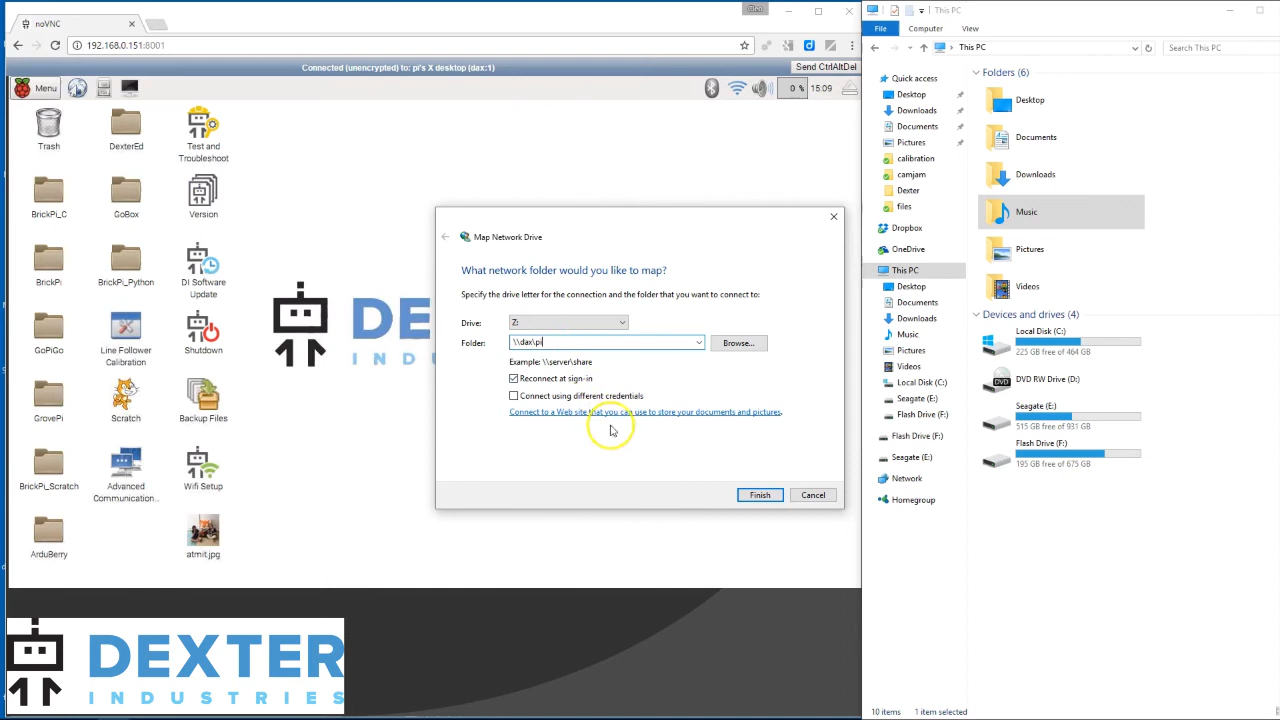 noVNC
Cleo
192.168.0.151:8001
Connected (unencrypted) to: pi's X desktop (dax:1)
Send CtrlAltDel
Menu
0 %
15:09
Trash
DexterEd
Test and
Troubleshoot
BrickPi_C
GoBox
Version
BrickPi
BrickPi_Python
DI Software
Update
DE
GoPiGo
Line Follower
Calibration
Shutdown
GrovePi
Scratch
Backup Files
BrickPi_Scratch
Advanced
Communication...
Wifi Setup
ArduBerry
atmit.jpg
Map Network Drive
What network folder would you like to map?
Specify the drive letter for the connection and the folder that you want to connect to:
Drive:
Z:
Folder:
\\dax\pi
Browse...
Example: \\server\share
Reconnect at sign-in
Connect using different credentials
Connect to a Web site that you can use to store your documents and pictures.
Finish
Cancel
DEXTER
INDUSTRIES
This PC
File
Computer
View
This PC
Search This PC
Quick access
Desktop
Downloads
Documents
Pictures
calibration
camjam
Dexter
files
Dropbox
OneDrive
This PC
Desktop
Documents
Downloads
Music
Pictures
Videos
Local Disk (C:)
Seagate (E:)
Flash Drive (F:)
Flash Drive (F:)
Seagate (E:)
Network
Homegroup
Folders (6)
Desktop
Documents
Downloads
Music
Pictures
Videos
Devices and drives (4)
Local Disk (C:)
225 GB free of 464 GB
DVD RW Drive (D:)
Seagate (E:)
515 GB free of 931 GB
Flash Drive (F:)
195 GB free of 675 GB
10 items
1 item selected